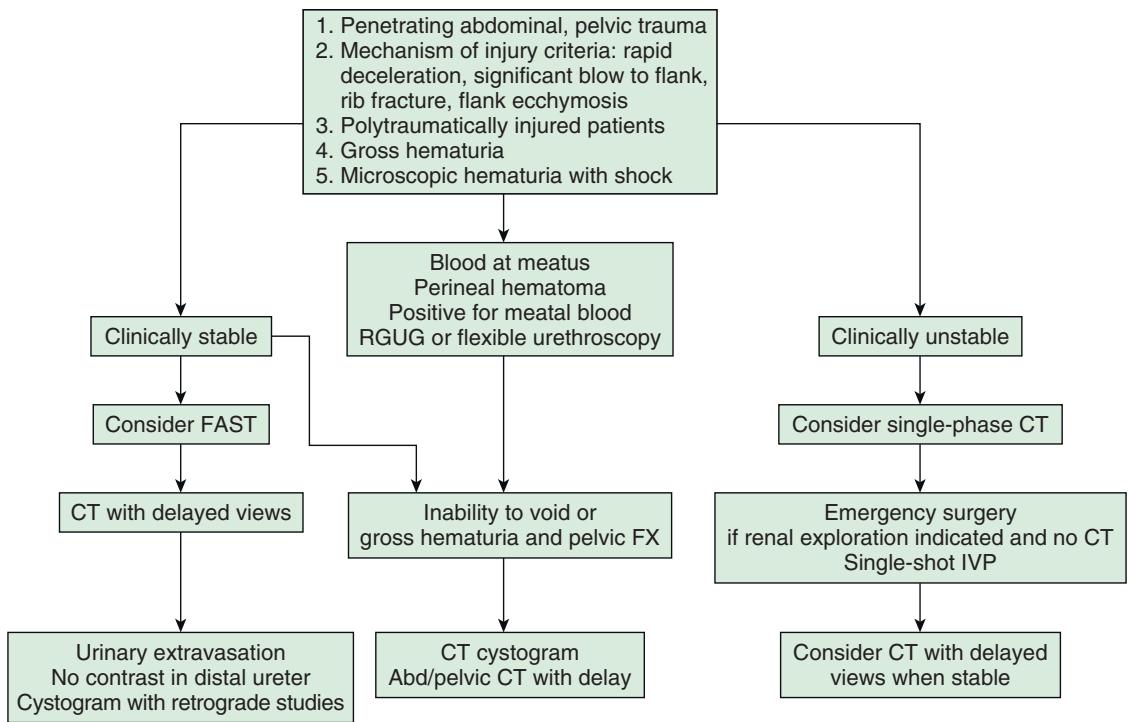 1. Penetrating abdominal, pelvic trauma
2. Mechanism of injury criteria: rapid
deceleration, significant blow to flank,
rib fracture, flank ecchymosis
3. Polytraumatically injured patients
4. Gross hematuria
5. Microscopic hematuria with shock
Blood at meatus
Perineal hematoma
Positive for meatal blood
RGUG or flexible urethroscopy
Clinically stable
Clinically unstable
Consider FAST
Consider single-phase CT
CT with delayed views
Inability to void or
gross hematuria and pelvic FX
Emergency surgery
if renal exploration indicated and no CT
Single-shot IVP
Urinary extravasation
No contrast in distal ureter
Cystogram with retrograde studies
CT cystogram
Abd/pelvic CT with delay
Consider CT with delayed
views when stable